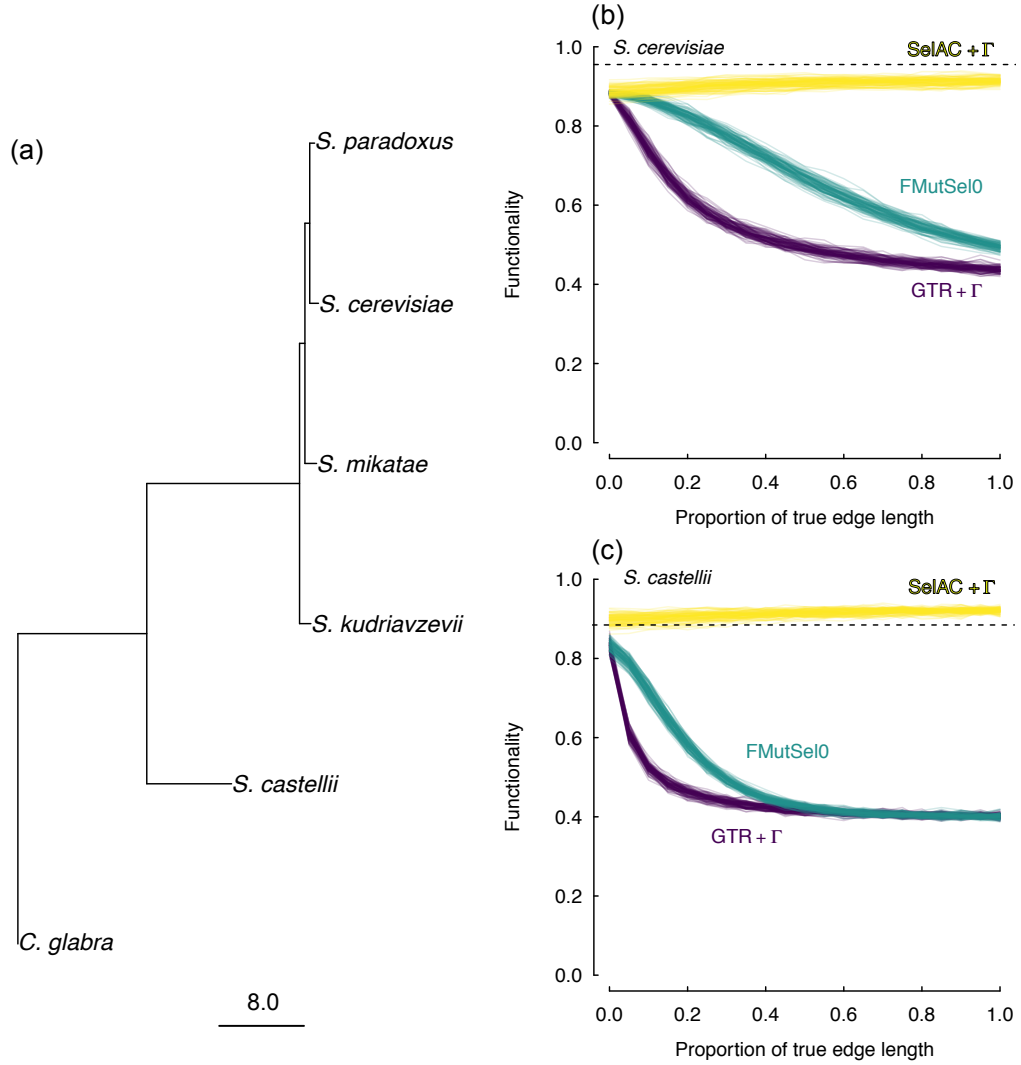 (a)
S. paradoxus
S. cerevisiae
S. mikatae
S. kudriavzevii
S. castellii
C. glabra
8.0
(b)
S. cerevisiae
SelAC + Γ
FMutSel0
GTR + Γ
Functionality
1.0
0.8
0.6
0.4
0.2
0.0
0.0 0.2 0.4 0.6 0.8 1.0
Proportion of true edge length
(c)
S. castellii
SelAC + Γ
FMutSel0
GTR + Γ
Functionality
1.0
0.8
0.6
0.4
0.2
0.0
0.0 0.2 0.4 0.6 0.8 1.0
Proportion of true edge length